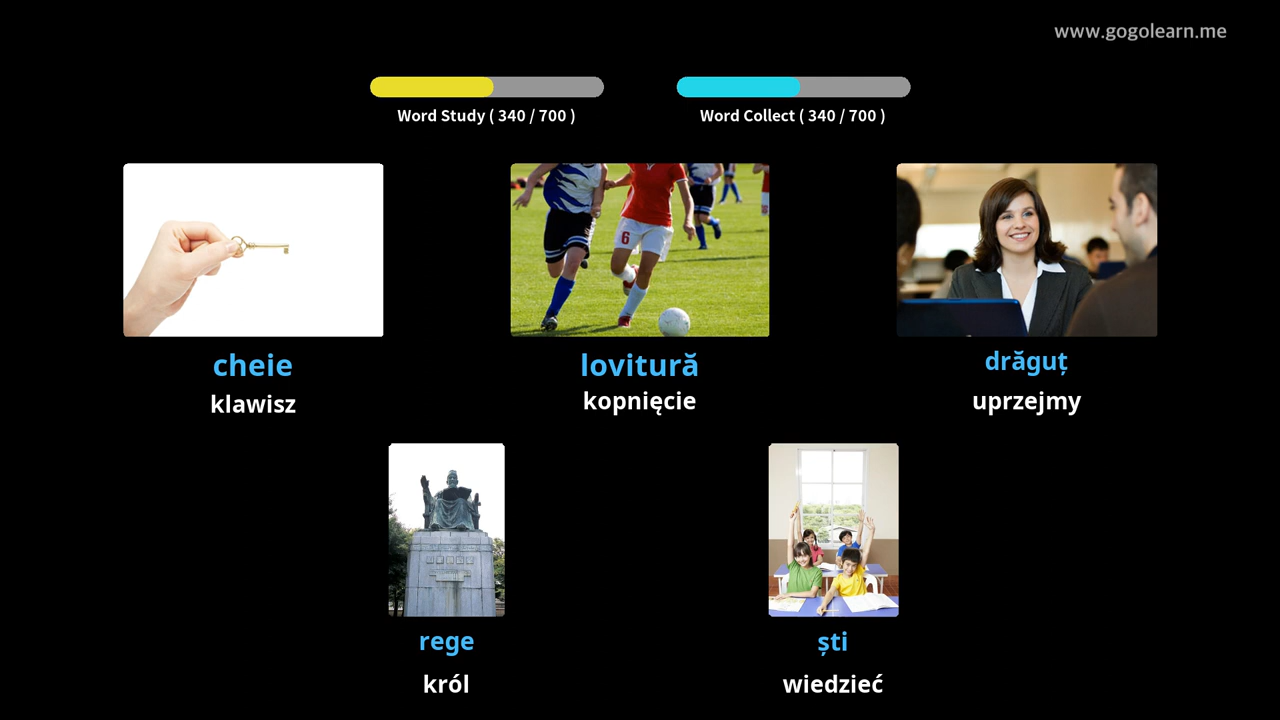 www.gogolearn.me
Word Study ( 340 / 700 )
Word Collect ( 340 / 700 )
cheie
klawisz
lovitură
kopnięcie
drăguț
uprzejmy
6
rege
król
ști
wiedzieć